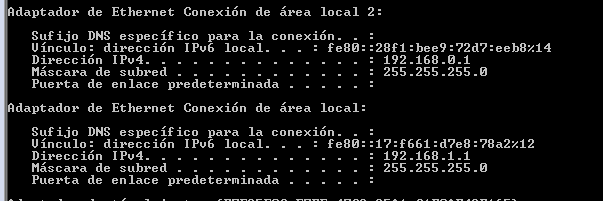 Adaptador de Ethernet Conexión de área local 2:
Sufijo DNS específico para la conexión. . :
Vínculo: dirección IPv6 local. . . : fe80::28f1:bee9:72d7:eeb8%14
Dirección IPv4. . . . . . . . . . . . . . : 192.168.0.1
Máscara de subred . . . . . . . . . . . . : 255.255.255.0
Puerta de enlace predeterminada . . . . . :
Adaptador de Ethernet Conexión de área local:
Sufijo DNS específico para la conexión. . :
Vínculo: dirección IPv6 local. . . : fe80::17:f661:d7e8:78a2%12
Dirección IPv4. . . . . . . . . . . . . . : 192.168.1.1
Máscara de subred . . . . . . . . . . . . : 255.255.255.0
Puerta de enlace predeterminada . . . . . :